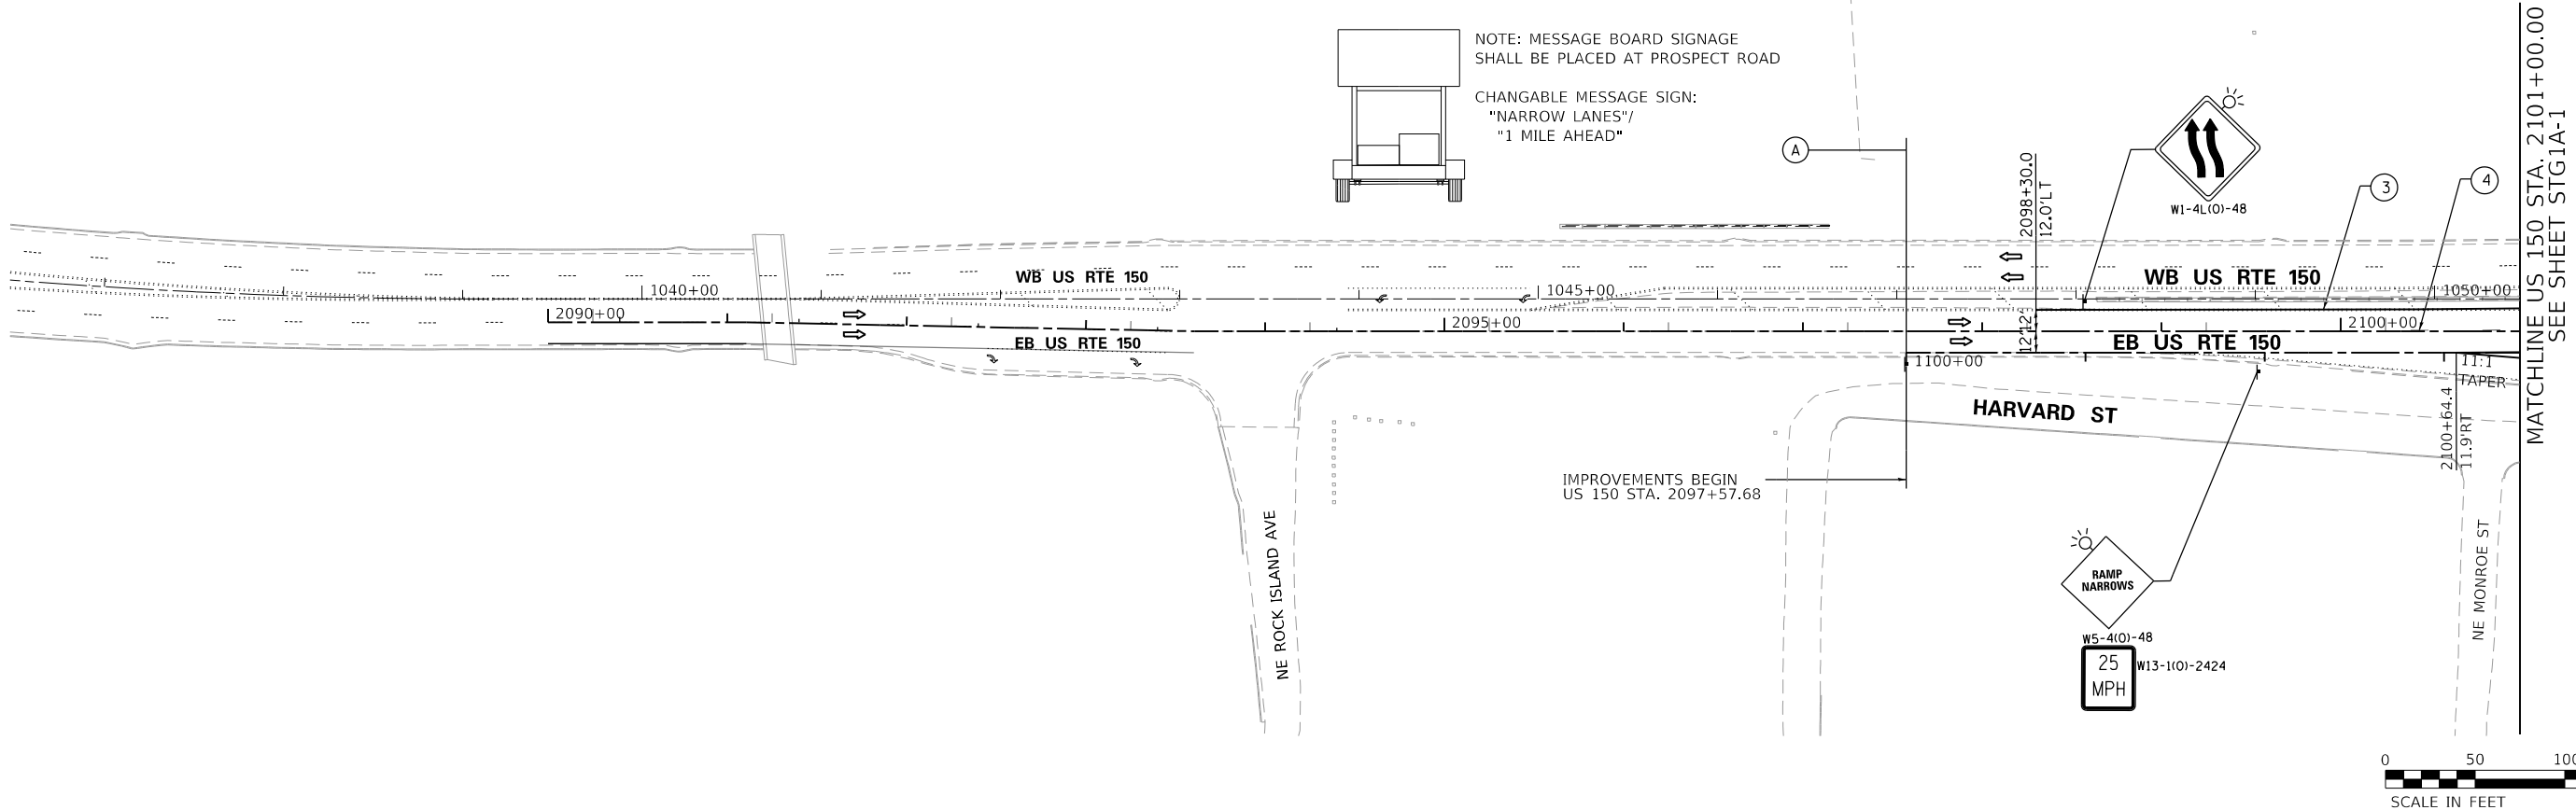 NOTE: MESSAGE BOARD SIGNAGE
SHALL BE PLACED AT PROSPECT ROAD
CHANGABLE MESSAGE SIGN:
"NARROW LANES"/
"1 MILE AHEAD"
A
2098+30.0
12.0'LT
W1-4L(O)-48
3
4
MATCHLINE US 150 STA. 2101+00.00
SEE SHEET STG1A-1
WB US RTE 150
WB US RTE 150
1040+00
1045+00
1050+00
2090+00
2095+00
2100+00
EB US RTE 150
EB US RTE 150
12'
12'
1100+00
11:1
TAPER
HARVARD ST
2100+64.4
11.9'RT
IMPROVEMENTS BEGIN
US 150 STA. 2097+57.68
NE ROCK ISLAND AVE
NE MONROE ST
RAMP
NARROWS
W5-4(O)-48
25
MPH
W13-1(O)-2424
0 50 100
SCALE IN FEET